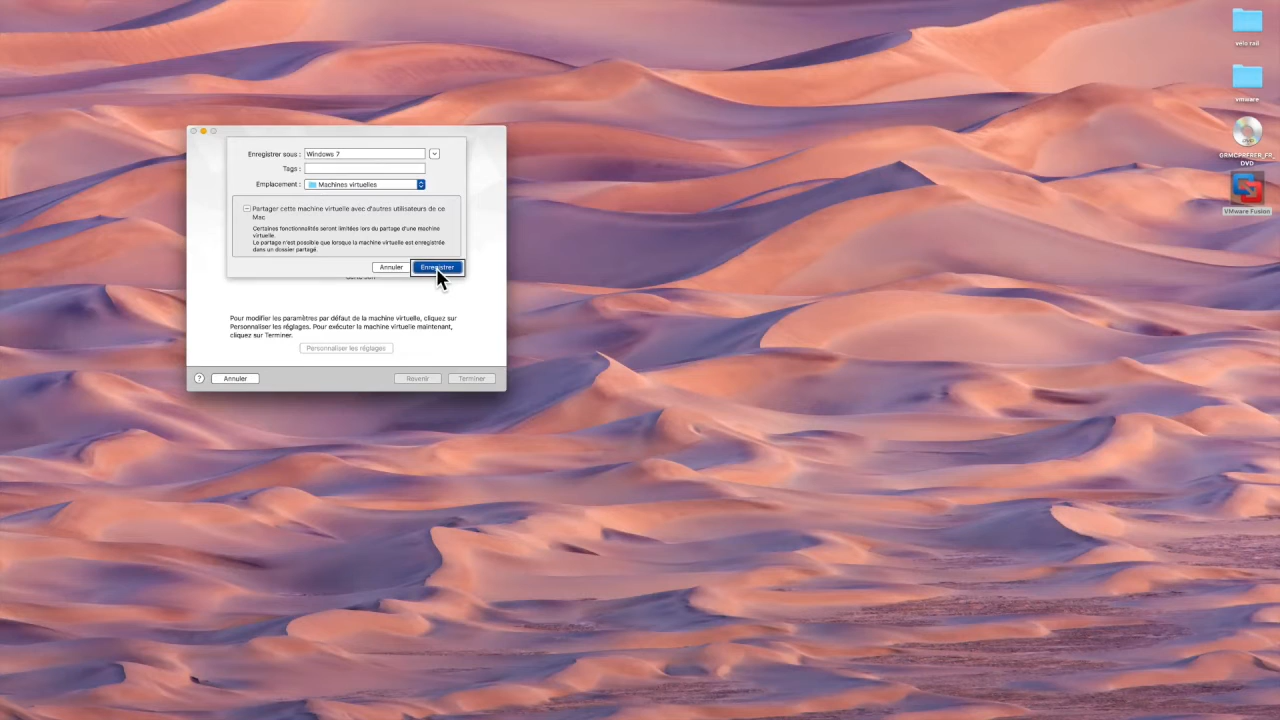 velo rail
vmware
GRMCPRFRER_FR_
DVD
VMware Fusion
Enregistrer sous :
Windows 7
Tags :
Emplacement :
Machines virtuelles
Partager cette machine virtuelle avec d'autres utilisateurs de ce
Mac
Certaines fonctionnalités seront limitées lors du partage d'une machine
virtuelle.
Le partage n'est possible que lorsque la machine virtuelle est enregistrée
dans un dossier partagé.
Annuler
Enregistrer
Pour modifier les paramètres par défaut de la machine virtuelle, cliquez sur
Personnaliser les réglages. Pour exécuter la machine virtuelle maintenant,
cliquez sur Terminer.
Personnaliser les réglages
?
Annuler
Revenir
Terminer